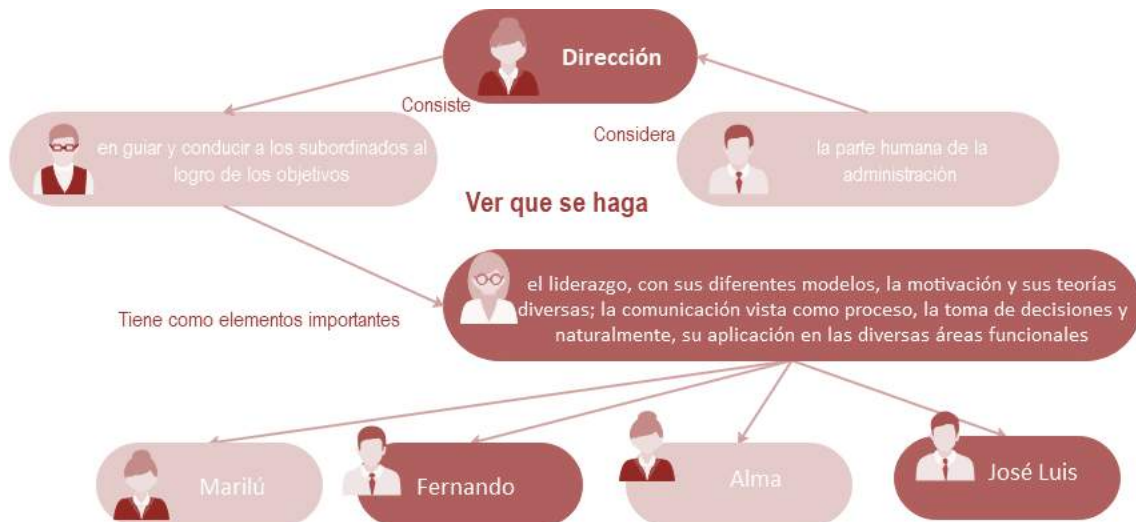 Dirección
Consiste
Considera
en guiar y conducir a los subordinados al
logro de los objetivos
la parte humana de la
administración
Ver que se haga
Tiene como elementos importantes
el liderazgo, con sus diferentes modelos, la motivación y sus teorías
diversas; la comunicación vista como proceso, la toma de decisiones y
naturalmente, su aplicación en las diversas áreas funcionales
Marilú
Fernando
Alma
José Luis